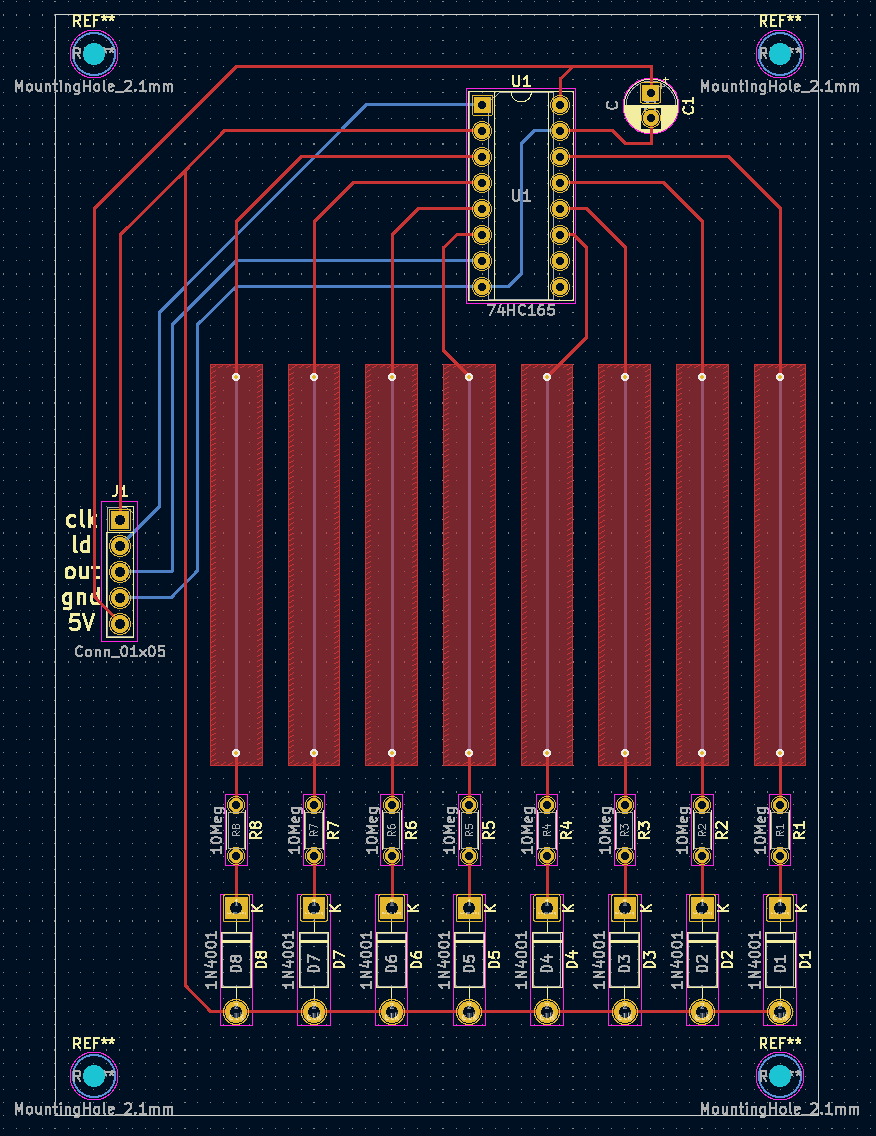 REF** REF**
R** R**
MountingHole_2.1mm MountingHole_2.1mm
U1
C C1
+
U1
74HC165
J1
clk
ld
out
gnd
5V
Conn_01x05
10Meg R8 R8
10Meg R7 R7
10Meg R6 R6
10Meg R5 R5
10Meg R4 R4
10Meg R3 R3
10Meg R2 R2
10Meg R1 R1
K K K K K K K K
1N4001 D8 D8
1N4001 D7 D7
1N4001 D6 D6
1N4001 D5 D5
1N4001 D4 D4
1N4001 D3 D3
1N4001 D2 D2
1N4001 D1 D1
REF** REF**
R** R**
MountingHole_2.1mm MountingHole_2.1mm